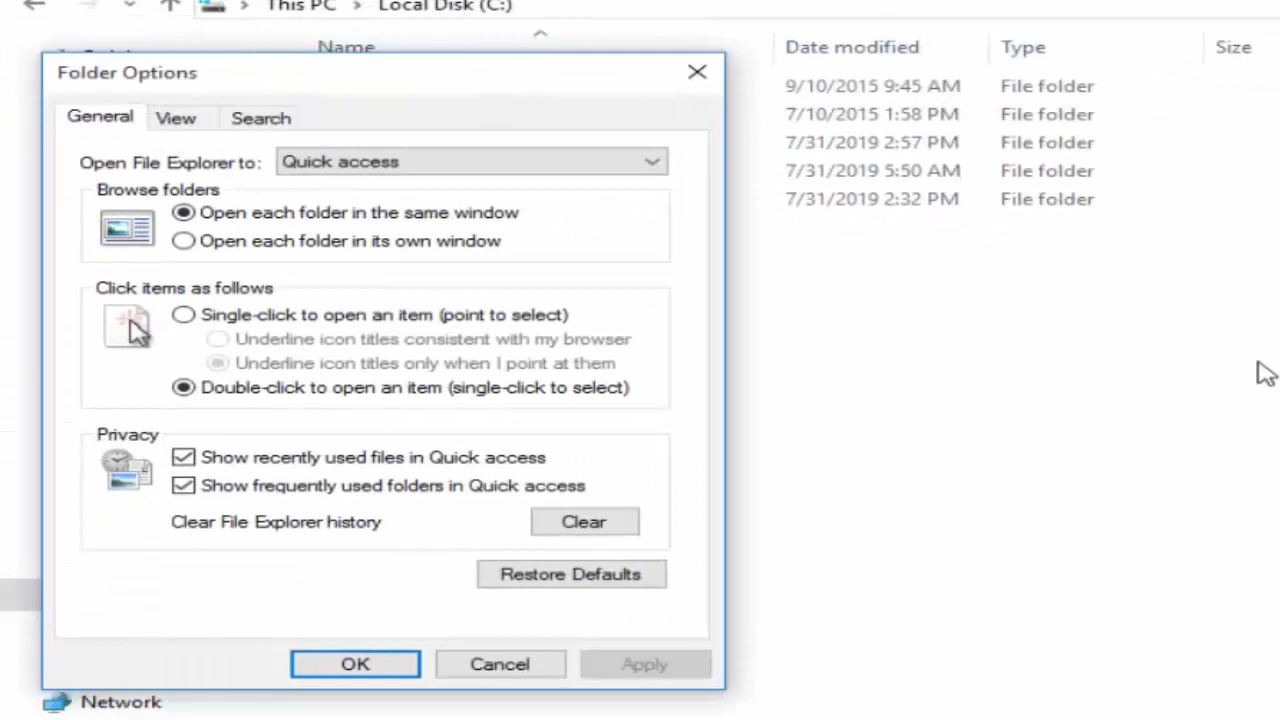 This PC > Local Disk (C:)
Name
Date modified
Type
Size
9/10/2015 9:45 AM File folder
7/10/2015 1:58 PM File folder
7/31/2019 2:57 PM File folder
7/31/2019 5:50 AM File folder
7/31/2019 2:32 PM File folder
Folder Options
General View Search
Open File Explorer to: Quick access
Browse folders
Open each folder in the same window
Open each folder in its own window
Click items as follows
Single-click to open an item (point to select)
Underline icon titles consistent with my browser
Underline icon titles only when I point at them
Double-click to open an item (single-click to select)
Privacy
Show recently used files in Quick access
Show frequently used folders in Quick access
Clear File Explorer history Clear
Restore Defaults
OK Cancel Apply
Network